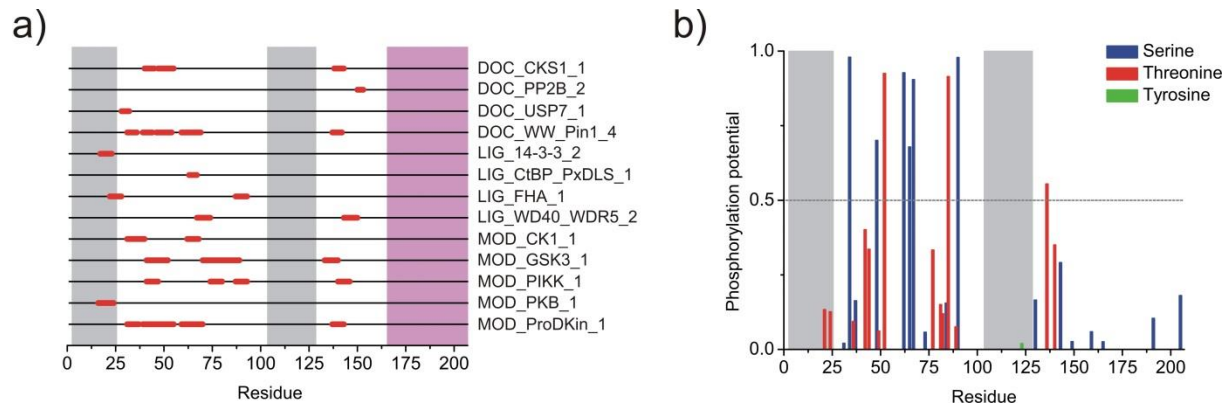 a)
DOC_CKS1_1
DOC_PP2B_2
DOC_USP7_1
DOC_WW_Pin1_4
LIG_14-3-3_2
LIG_CtBP_PxDLS_1
LIG_FHA_1
LIG_WD40_WDR5_2
MOD_CK1_1
MOD_GSK3_1
MOD_PIKK_1
MOD_PKB_1
MOD_ProDKin_1
0 25 50 75 100 125 150 175 200
Residue
b)
Serine
Threonine
Tyrosine
Phosphorylation potential
1.0
0.5
0.0
0 25 50 75 100 125 150 175 200
Residue